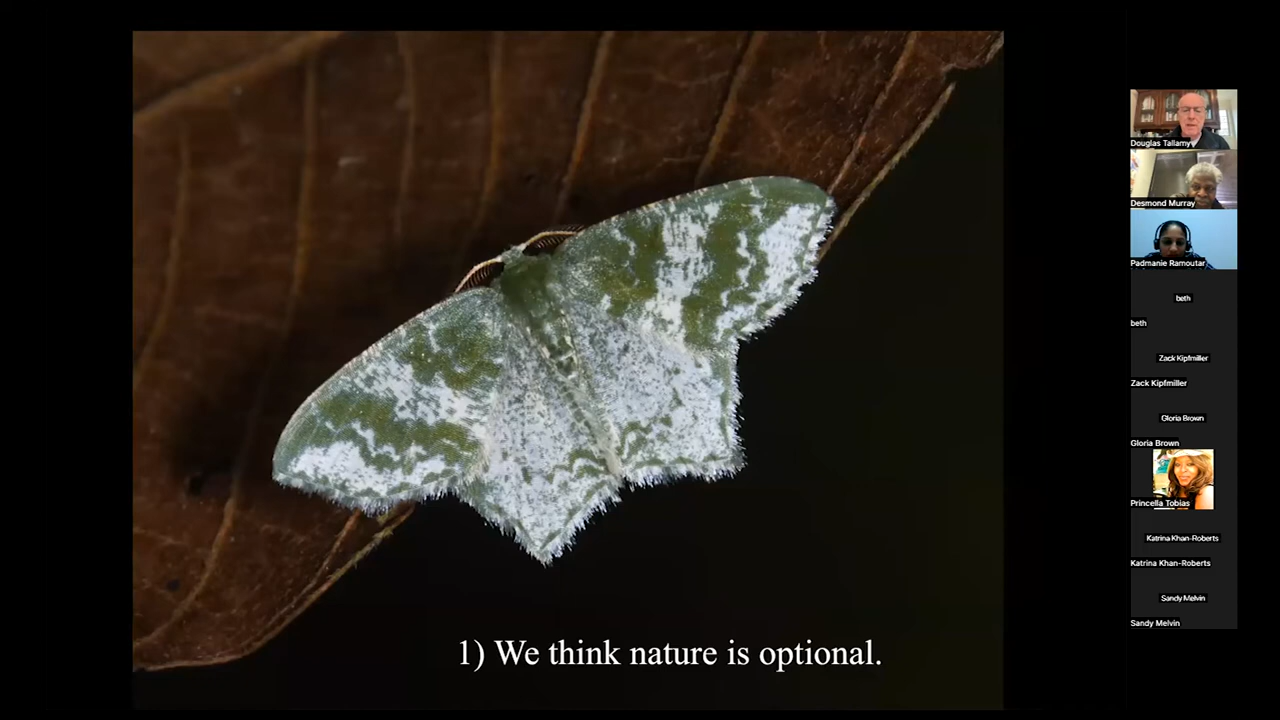 1) We think nature is optional.
Douglas Tallamy
Desmond Murray
Padmanie Ramoutar
beth
beth
Zack Kipfmiller
Zack Kipfmiller
Gloria Brown
Gloria Brown
Princella Tobias
Katrina Khan-Roberts
Katrina Khan-Roberts
Sandy Melvin
Sandy Melvin